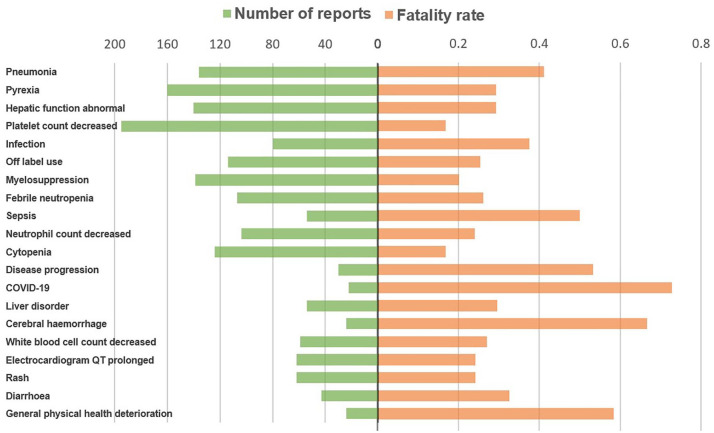 Number of reports Fatality rate
200 160 120 80 40 0 0.2 0.4 0.6 0.8
Pneumonia
Pyrexia
Hepatic function abnormal
Platelet count decreased
Infection
Off label use
Myelosuppression
Febrile neutropenia
Sepsis
Neutrophil count decreased
Cytopenia
Disease progression
COVID-19
Liver disorder
Cerebral haemorrhage
White blood cell count decreased
Electrocardiogram QT prolonged
Rash
Diarrhoea
General physical health deterioration